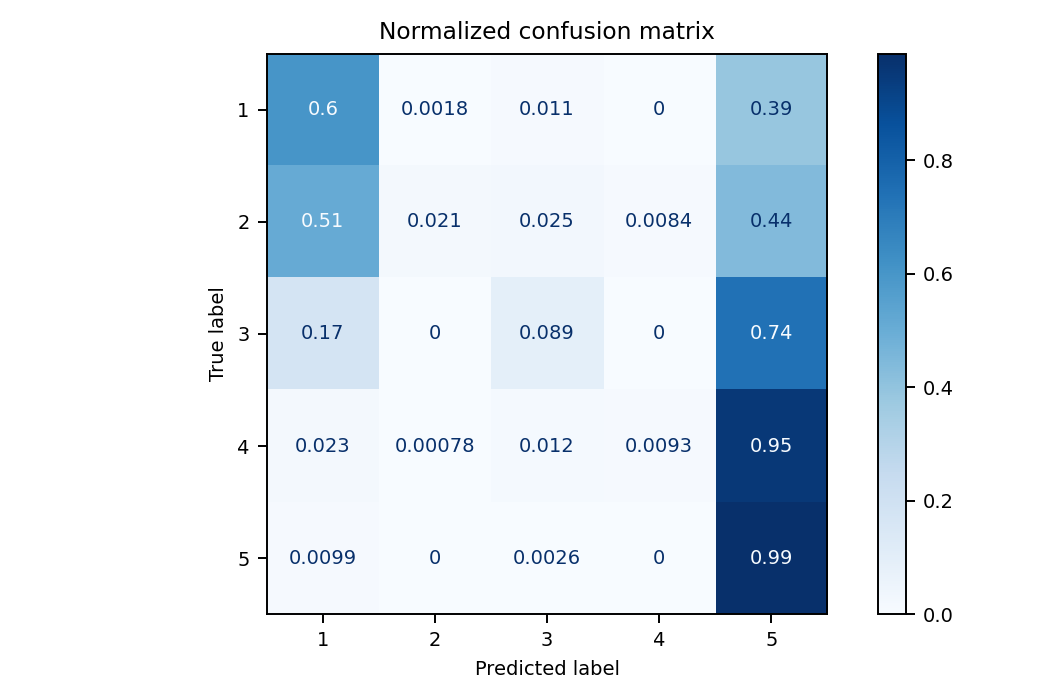 Normalized confusion matrix
1 0.6 0.0018 0.011 0 0.39
2 0.51 0.021 0.025 0.0084 0.44
3 0.17 0 0.089 0 0.74
4 0.023 0.00078 0.012 0.0093 0.95
5 0.0099 0 0.0026 0 0.99
True label
1 2 3 4 5
Predicted label
0.8
0.6
0.4
0.2
0.0